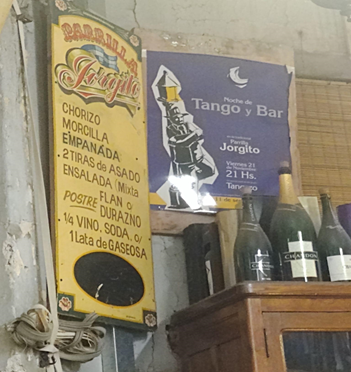 PARRILLA
Jorgito
CHORIZO
MORCILLA
EMPANADA
2 TIRAS de ASADO
ENSALADA Mixta
POSTRE FLAN o
DURAZNO
1/4 VINO, SODA, o/
1 Lata de GASEOSA
Noche de
Tango y Bar
Parrilla
Jorgito
Viernes 21
21 Hs.
Tanguero
CHANDON